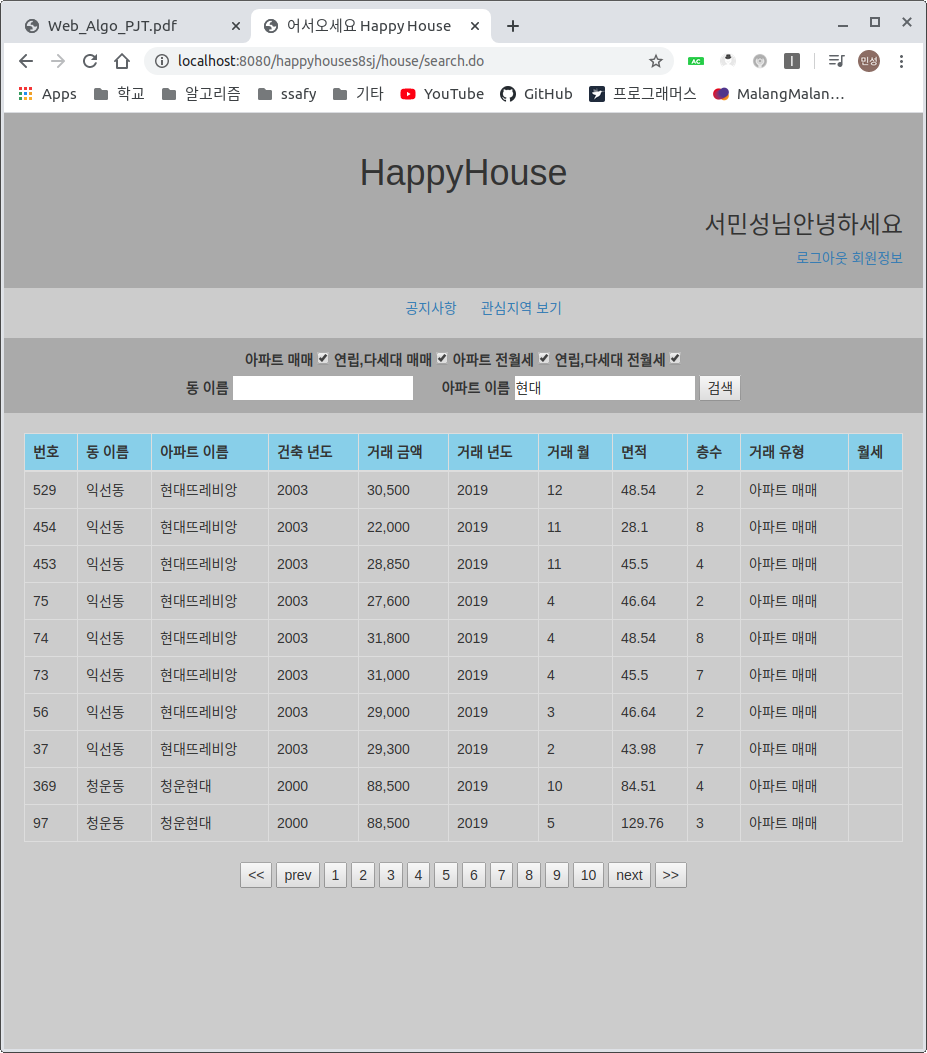 Web_Algo_PJT.pdf 어서오세요 Happy House
localhost:8080/happyhouses8sj/house/search.do AC 민성
Apps 학교 알고리즘 ssafy 기타 YouTube GitHub 프로그래머스 MalangMalan...
HappyHouse
서민성님안녕하세요
로그아웃 회원정보
공지사항 관심지역 보기
아파트 매매 연립,다세대 매매 아파트 전월세 연립,다세대 전월세
동 이름 아파트 이름 현대 검색
번호 동 이름 아파트 이름 건축 년도 거래 금액 거래 년도 거래 월 면적 층수 거래 유형 월세
529 익선동 현대뜨레비앙 2003 30,500 2019 12 48.54 2 아파트 매매
454 익선동 현대뜨레비앙 2003 22,000 2019 11 28.1 8 아파트 매매
453 익선동 현대뜨레비앙 2003 28,850 2019 11 45.5 4 아파트 매매
75 익선동 현대뜨레비앙 2003 27,600 2019 4 46.64 2 아파트 매매
74 익선동 현대뜨레비앙 2003 31,800 2019 4 48.54 8 아파트 매매
73 익선동 현대뜨레비앙 2003 31,000 2019 4 45.5 7 아파트 매매
56 익선동 현대뜨레비앙 2003 29,000 2019 3 46.64 2 아파트 매매
37 익선동 현대뜨레비앙 2003 29,300 2019 2 43.98 7 아파트 매매
369 청운동 청운현대 2000 88,500 2019 10 84.51 4 아파트 매매
97 청운동 청운현대 2000 88,500 2019 5 129.76 3 아파트 매매
<< prev 1 2 3 4 5 6 7 8 9 10 next >>